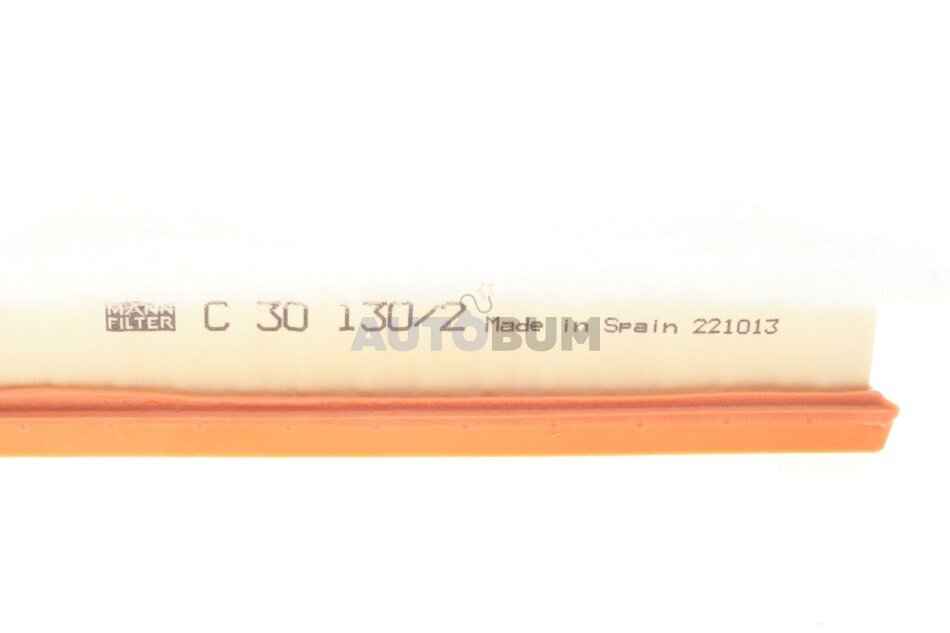 MANN FILTER C 30 130/2 Made in Spain 221013
AUTOBUM